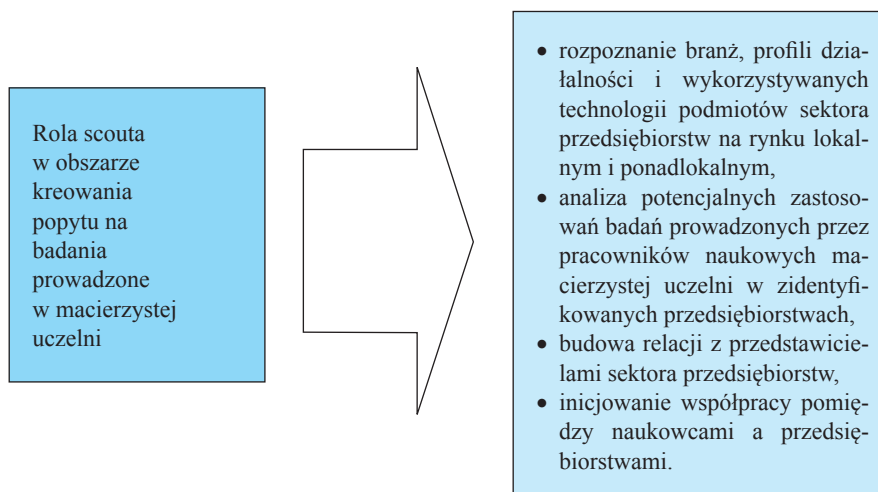 Rola scouta
w obszarze
kreowania
popytu na
badania
prowadzone
w macierzystej
uczelni
• rozpoznanie branż, profili dzia-
łalności i wykorzystywanych
technologii podmiotów sektora
przedsiębiorstw na rynku lokal-
nym i ponadlokalnym,
• analiza potencjalnych zastoso-
wań badań prowadzonych przez
pracowników naukowych ma-
cierzystej uczelni w zidentyfi-
kowanych przedsiębiorstwach,
• budowa relacji z przedstawicie-
lami sektora przedsiębiorstw,
• inicjowanie współpracy pomię-
dzy naukowcami a przedsię-
biorstwami.